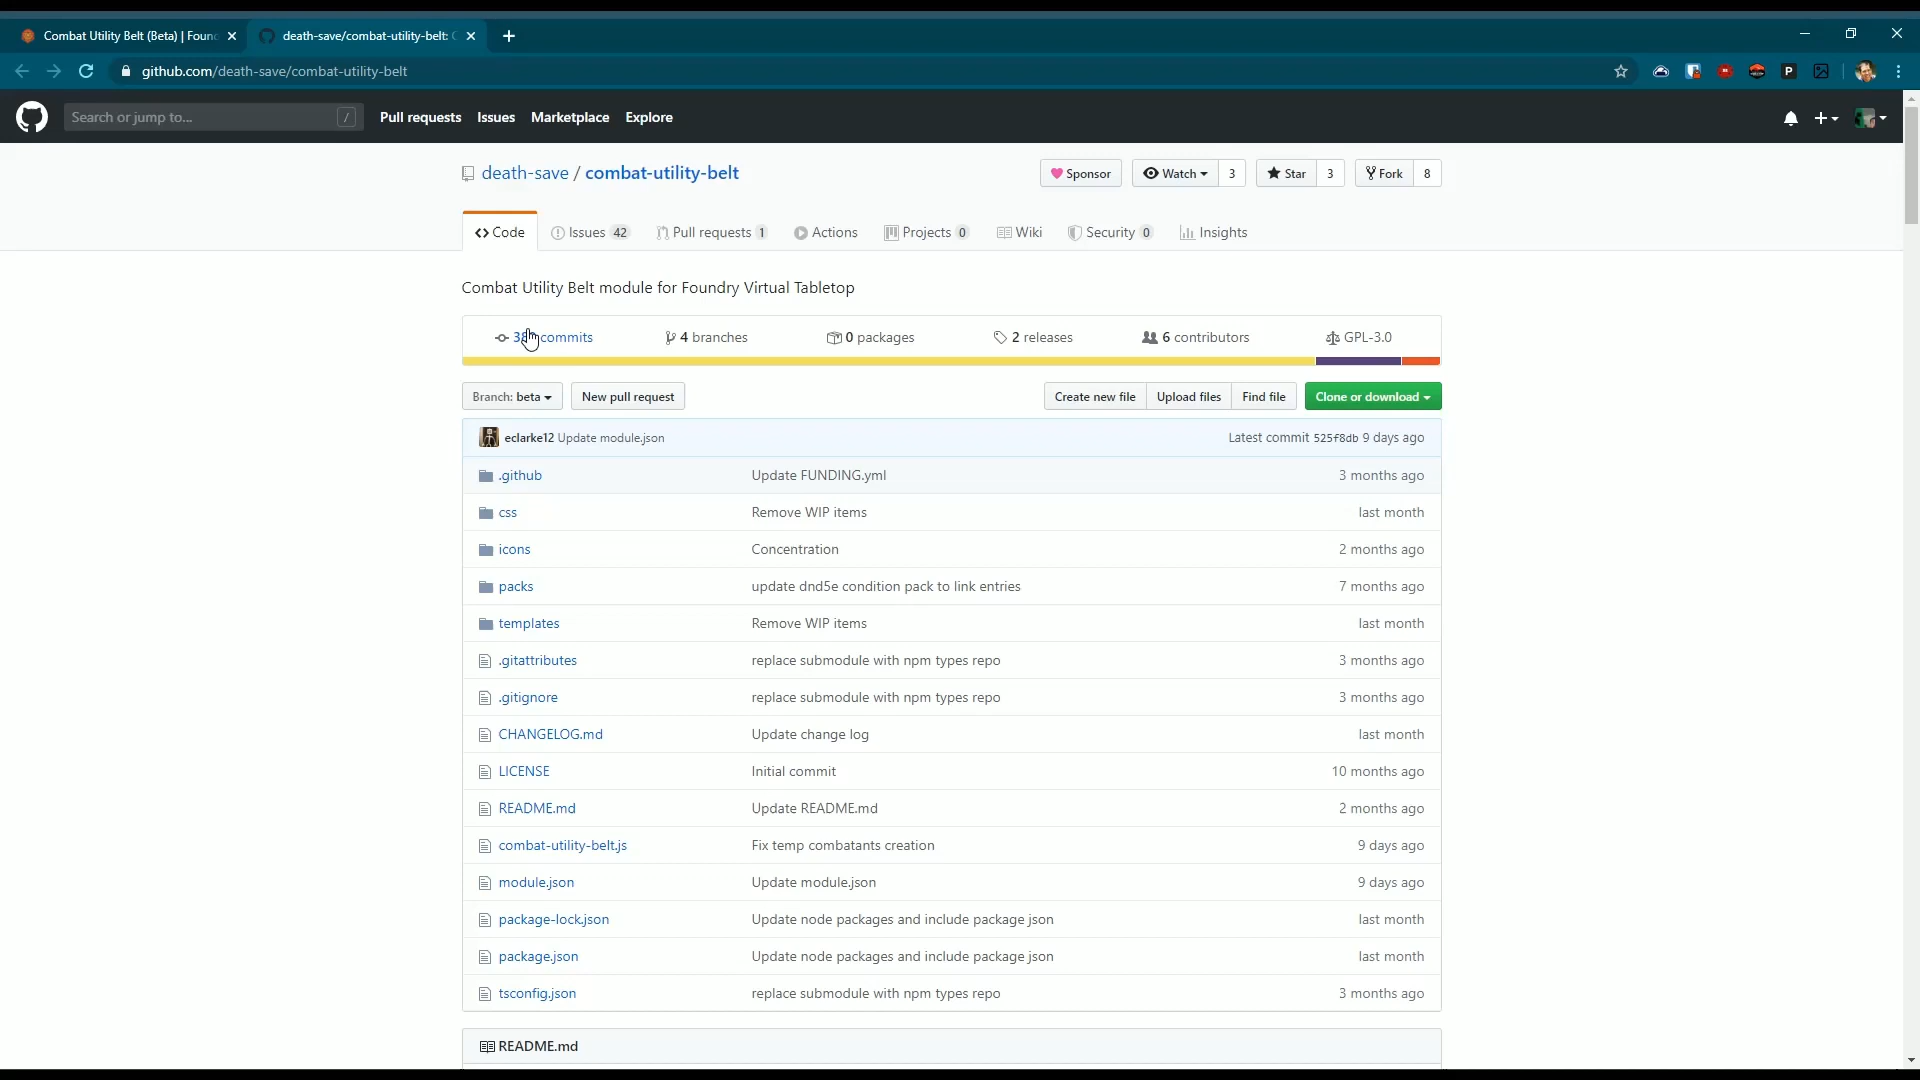 Combat Utility Belt (Beta) | Foun
death-save/combat-utility-belt:
github.com/death-save/combat-utility-belt
P
Search or jump to... /
Pull requests Issues Marketplace Explore
death-save / combat-utility-belt
Sponsor Watch 3 Star 3 Fork 8
Code Issues 42 Pull requests 1 Actions Projects 0 Wiki Security 0 Insights
Combat Utility Belt module for Foundry Virtual Tabletop
commits 4 branches 0 packages 2 releases 6 contributors GPL-3.0
Branch: beta New pull request Create new file Upload files Find file Clone or download
eclarke12 Update module.json Latest commit 525f8db 9 days ago
.github Update FUNDING.yml 3 months ago
css Remove WIP items last month
icons Concentration 2 months ago
packs update dnd5e condition pack to link entries 7 months ago
templates Remove WIP items last month
.gitattributes replace submodule with npm types repo 3 months ago
.gitignore replace submodule with npm types repo 3 months ago
CHANGELOG.md Update change log last month
LICENSE Initial commit 10 months ago
README.md Update README.md 2 months ago
combat-utility-belt.js Fix temp combatants creation 9 days ago
module.json Update module.json 9 days ago
package-lock.json Update node packages and include package json last month
package.json Update node packages and include package json last month
tsconfig.json replace submodule with npm types repo 3 months ago
README.md